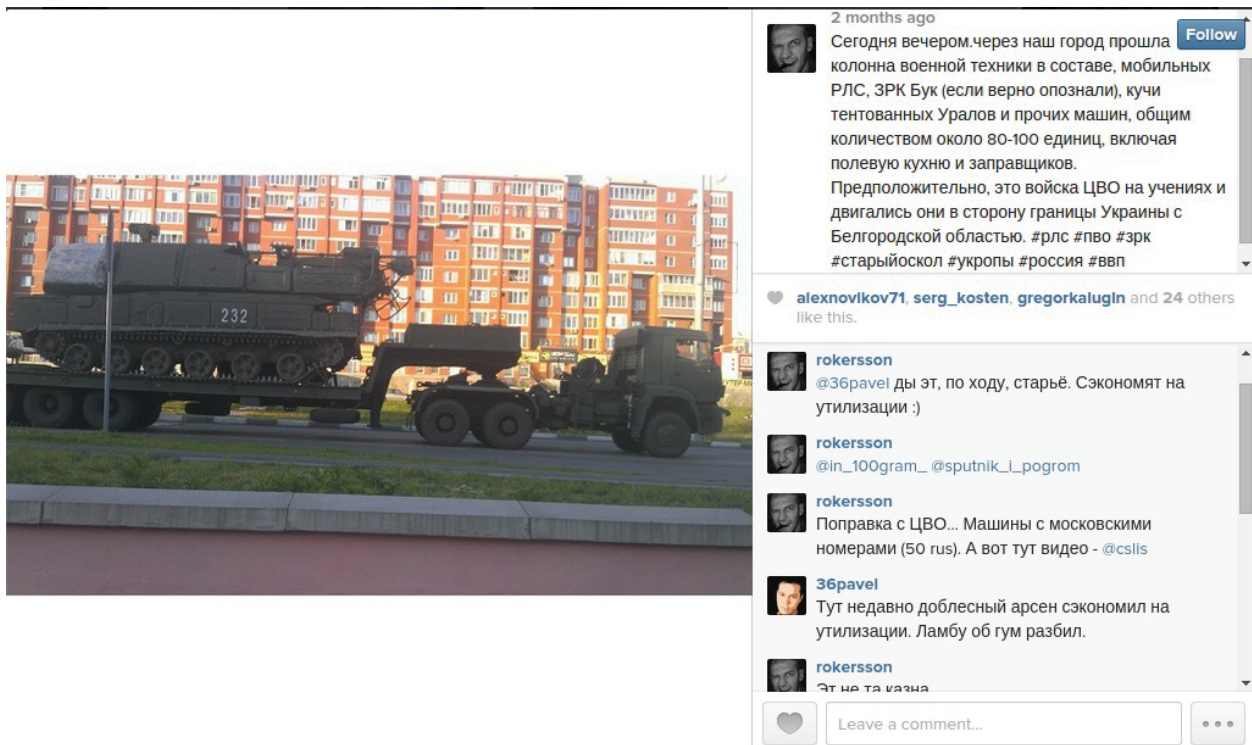 2 months ago
Follow
Сегодня вечером.через наш город прошла
колонна военной техники в составе, мобильных
РЛС, ЗРК Бук (если верно опознали), кучи
тентованных Уралов и прочих машин, общим
количеством около 80-100 единиц, включая
полевую кухню и заправщиков.
Предположительно, это войска ЦВО на учениях и
двигались они в сторону границы Украины с
Белгородской областью. #рлс #пво #зрк
#старыйоскол #укропы #россия #ввп
alexnovikov71, serg_kosten, gregorkalugin and 24 others
like this.
rokersson
@36pavel ды эт, по ходу, старьё. Сэкономят на
утилизации :)
rokersson
@in_100gram_ @sputnik_i_pogrom
rokersson
Поправка с ЦВО... Машины с московскими
номерами (50 rus). А вот тут видео - @cslis
36pavel
Тут недавно доблесный арсен сэкономил на
утилизации. Ламбу об гум разбил.
rokersson
Эт не та казна
Leave a comment...
232